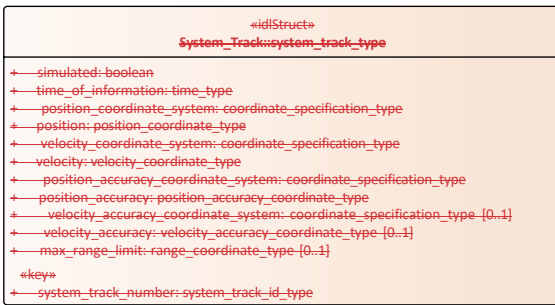 «idlStruct»
System_Track::system_track_type
+ simulated: boolean
+ time_of_information: time_type
+ position_coordinate_system: coordinate_specification_type
+ position: position_coordinate_type
+ velocity_coordinate_system: coordinate_specification_type
+ velocity: velocity_coordinate_type
+ position_accuracy_coordinate_system: coordinate_specification_type
+ position_accuracy: position_accuracy_coordinate_type
+ velocity_accuracy_coordinate_system: coordinate_specification_type [0..1]
+ velocity_accuracy: velocity_accuracy_coordinate_type [0..1]
+ max_range_limit: range_coordinate_type [0..1]
«key»
+ system_track_number: system_track_id_type